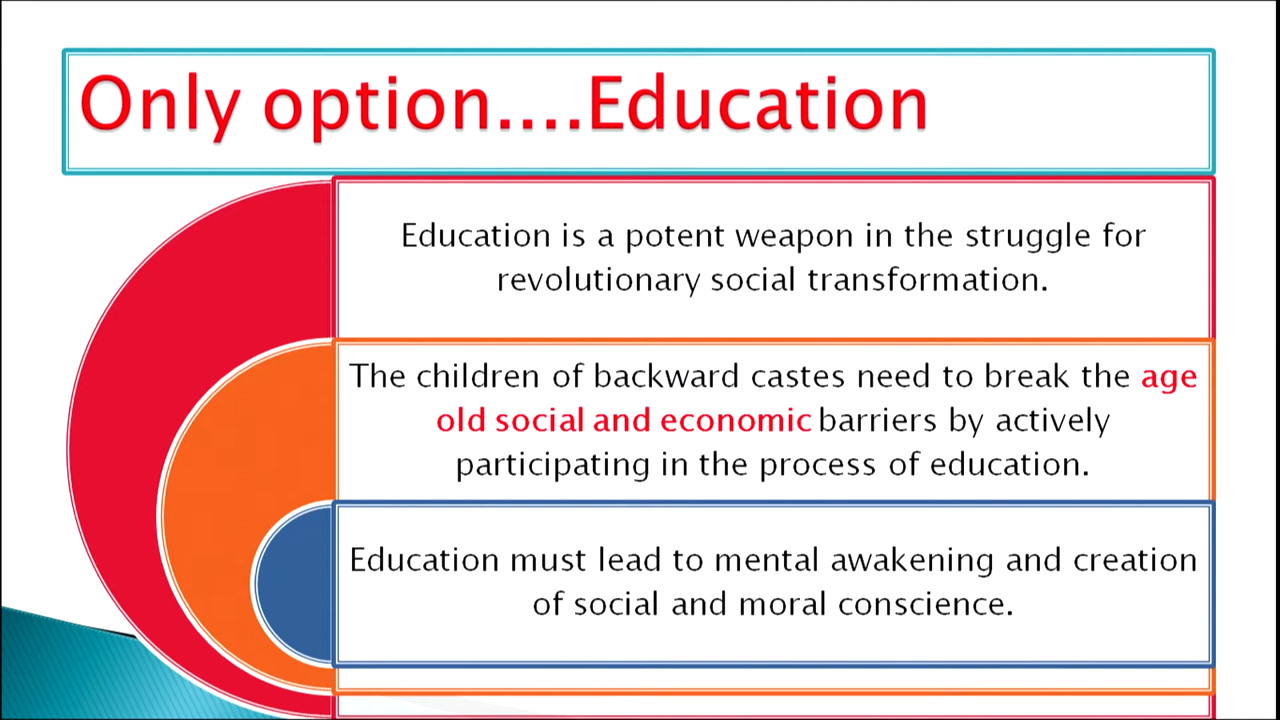 Only option....Education
Education is a potent weapon in the struggle for
revolutionary social transformation.
The children of backward castes need to break the age
old social and economic barriers by actively
participating in the process of education.
Education must lead to mental awakening and creation
of social and moral conscience.